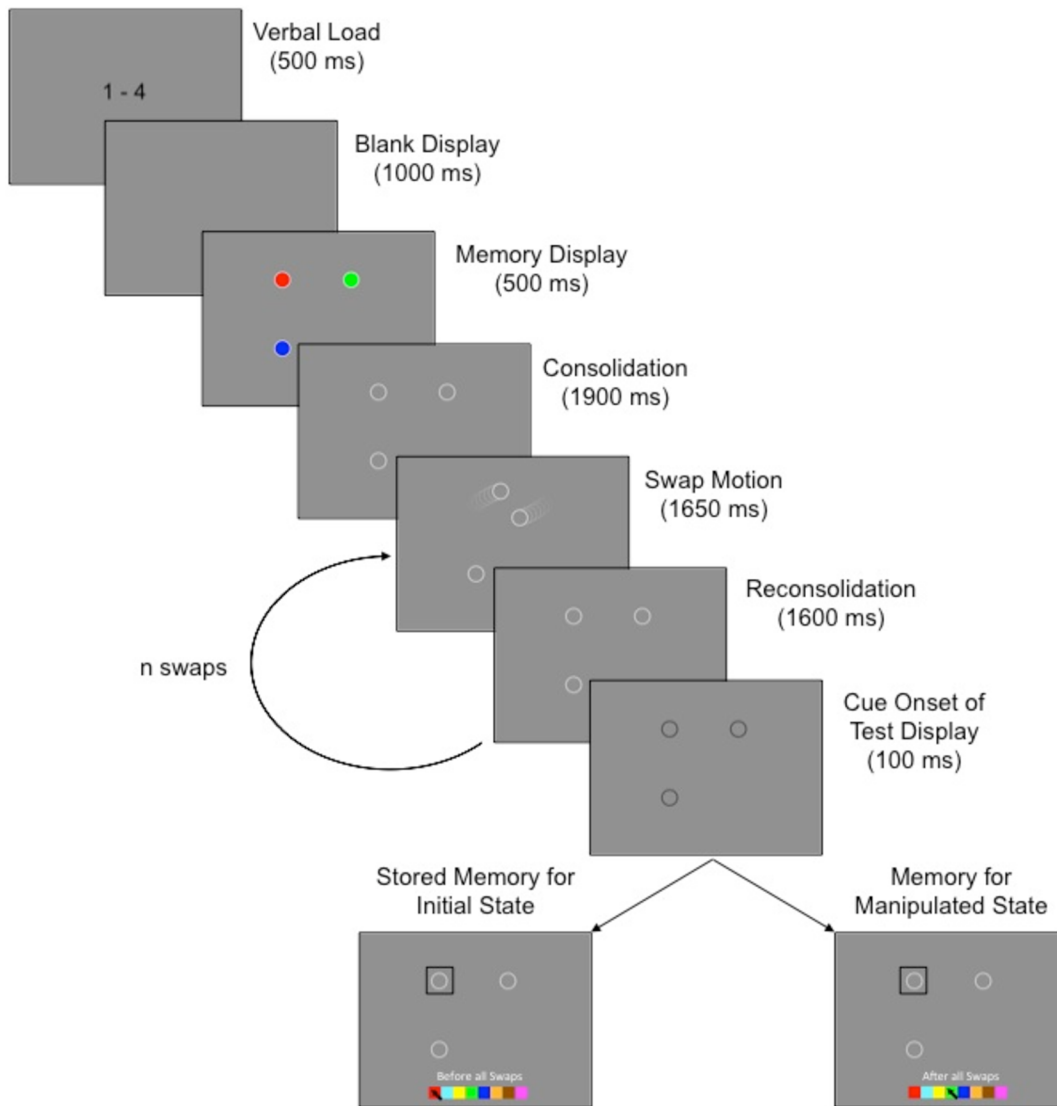 Verbal Load
(500 ms)
1 - 4
Blank Display
(1000 ms)
Memory Display
(500 ms)
Consolidation
(1900 ms)
Swap Motion
(1650 ms)
Reconsolidation
(1600 ms)
n swaps
Cue Onset of
Test Display
(100 ms)
Stored Memory for
Initial State
Memory for
Manipulated State
Before all Swaps
After all Swaps